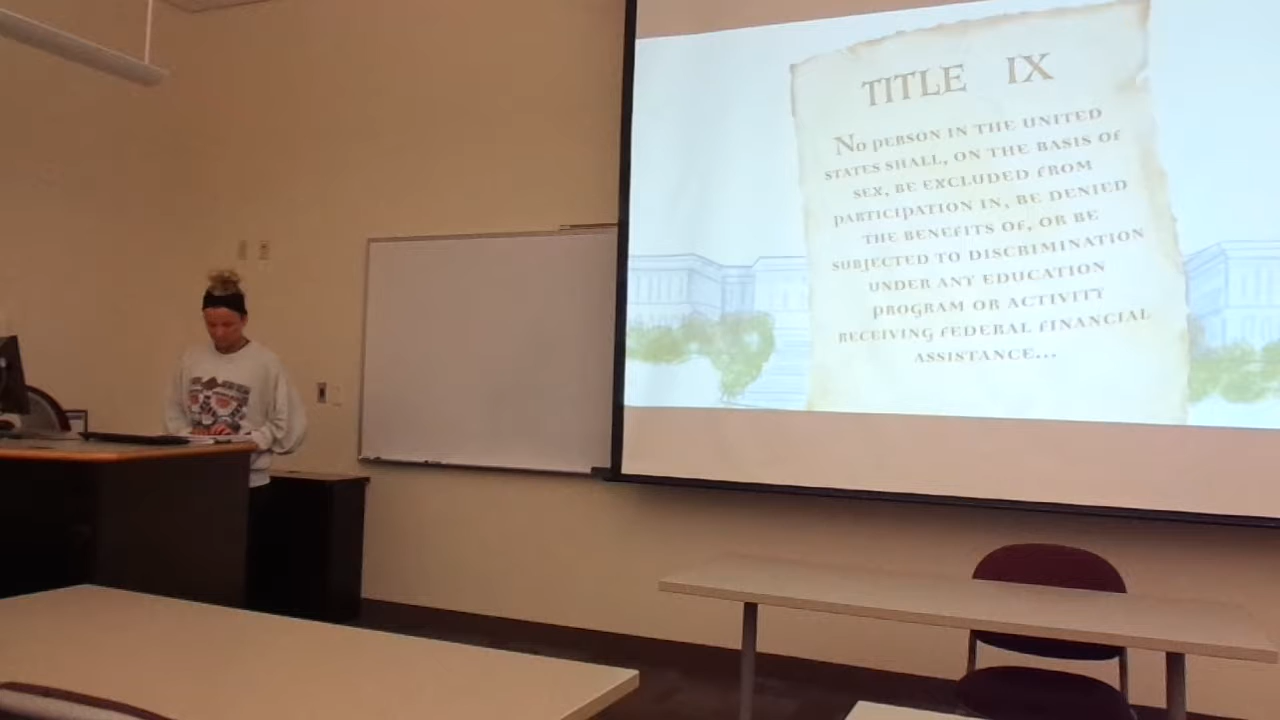 TITLE IX
No person in the United
States shall, on the basis of
sex, be excluded from
participation in, be denied
the benefits of, or be
subjected to discrimination
under any education
program or activity
receiving federal financial
assistance...